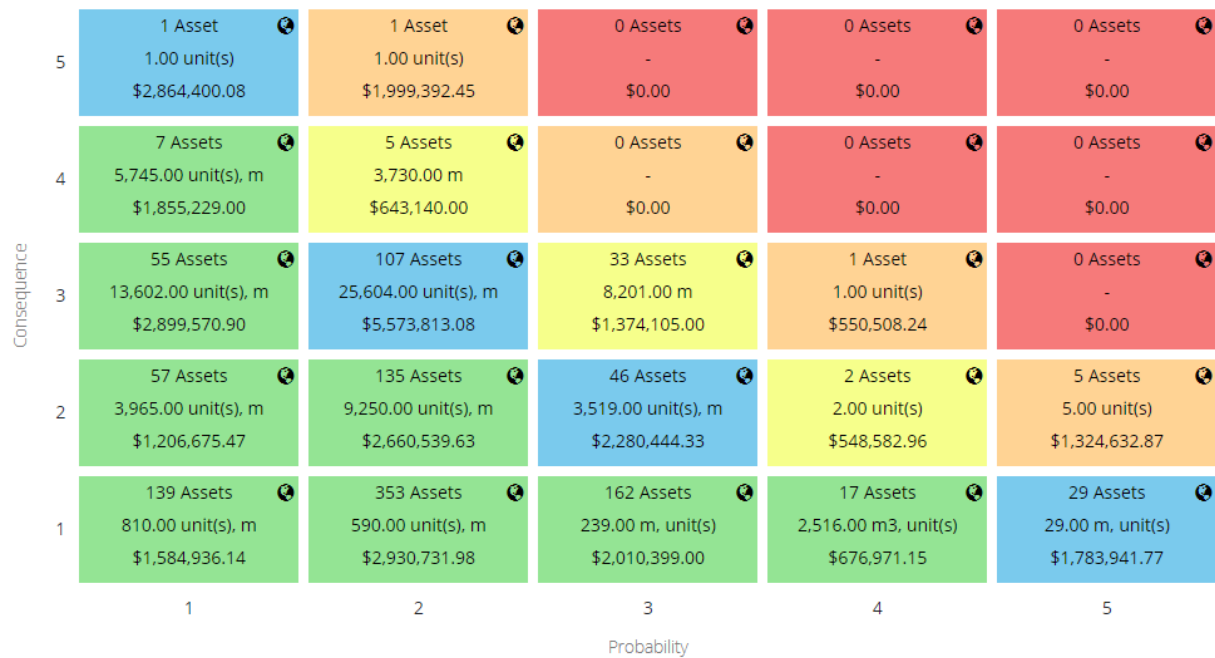 1 Asset
1.00 unit(s)
$2,864,400.08
1 Asset
1.00 unit(s)
$1,999,392.45
0 Assets
-
$0.00
0 Assets
-
$0.00
0 Assets
-
$0.00
5
7 Assets
5,745.00 unit(s), m
$1,855,229.00
5 Assets
3,730.00 m
$643,140.00
0 Assets
-
$0.00
0 Assets
-
$0.00
0 Assets
-
$0.00
4
Consequence
55 Assets
13,602.00 unit(s), m
$2,899,570.90
107 Assets
25,604.00 unit(s), m
$5,573,813.08
33 Assets
8,201.00 m
$1,374,105.00
1 Asset
1.00 unit(s)
$550,508.24
0 Assets
-
$0.00
3
57 Assets
3,965.00 unit(s), m
$1,206,675.47
135 Assets
9,250.00 unit(s), m
$2,660,539.63
46 Assets
3,519.00 unit(s), m
$2,280,444.33
2 Assets
2.00 unit(s)
$548,582.96
5 Assets
5.00 unit(s)
$1,324,632.87
2
139 Assets
810.00 unit(s), m
$1,584,936.14
353 Assets
590.00 unit(s), m
$2,930,731.98
162 Assets
239.00 m, unit(s)
$2,010,399.00
17 Assets
2,516.00 m3, unit(s)
$676,971.15
29 Assets
29.00 m, unit(s)
$1,783,941.77
1
1 2 3 4 5
Probability